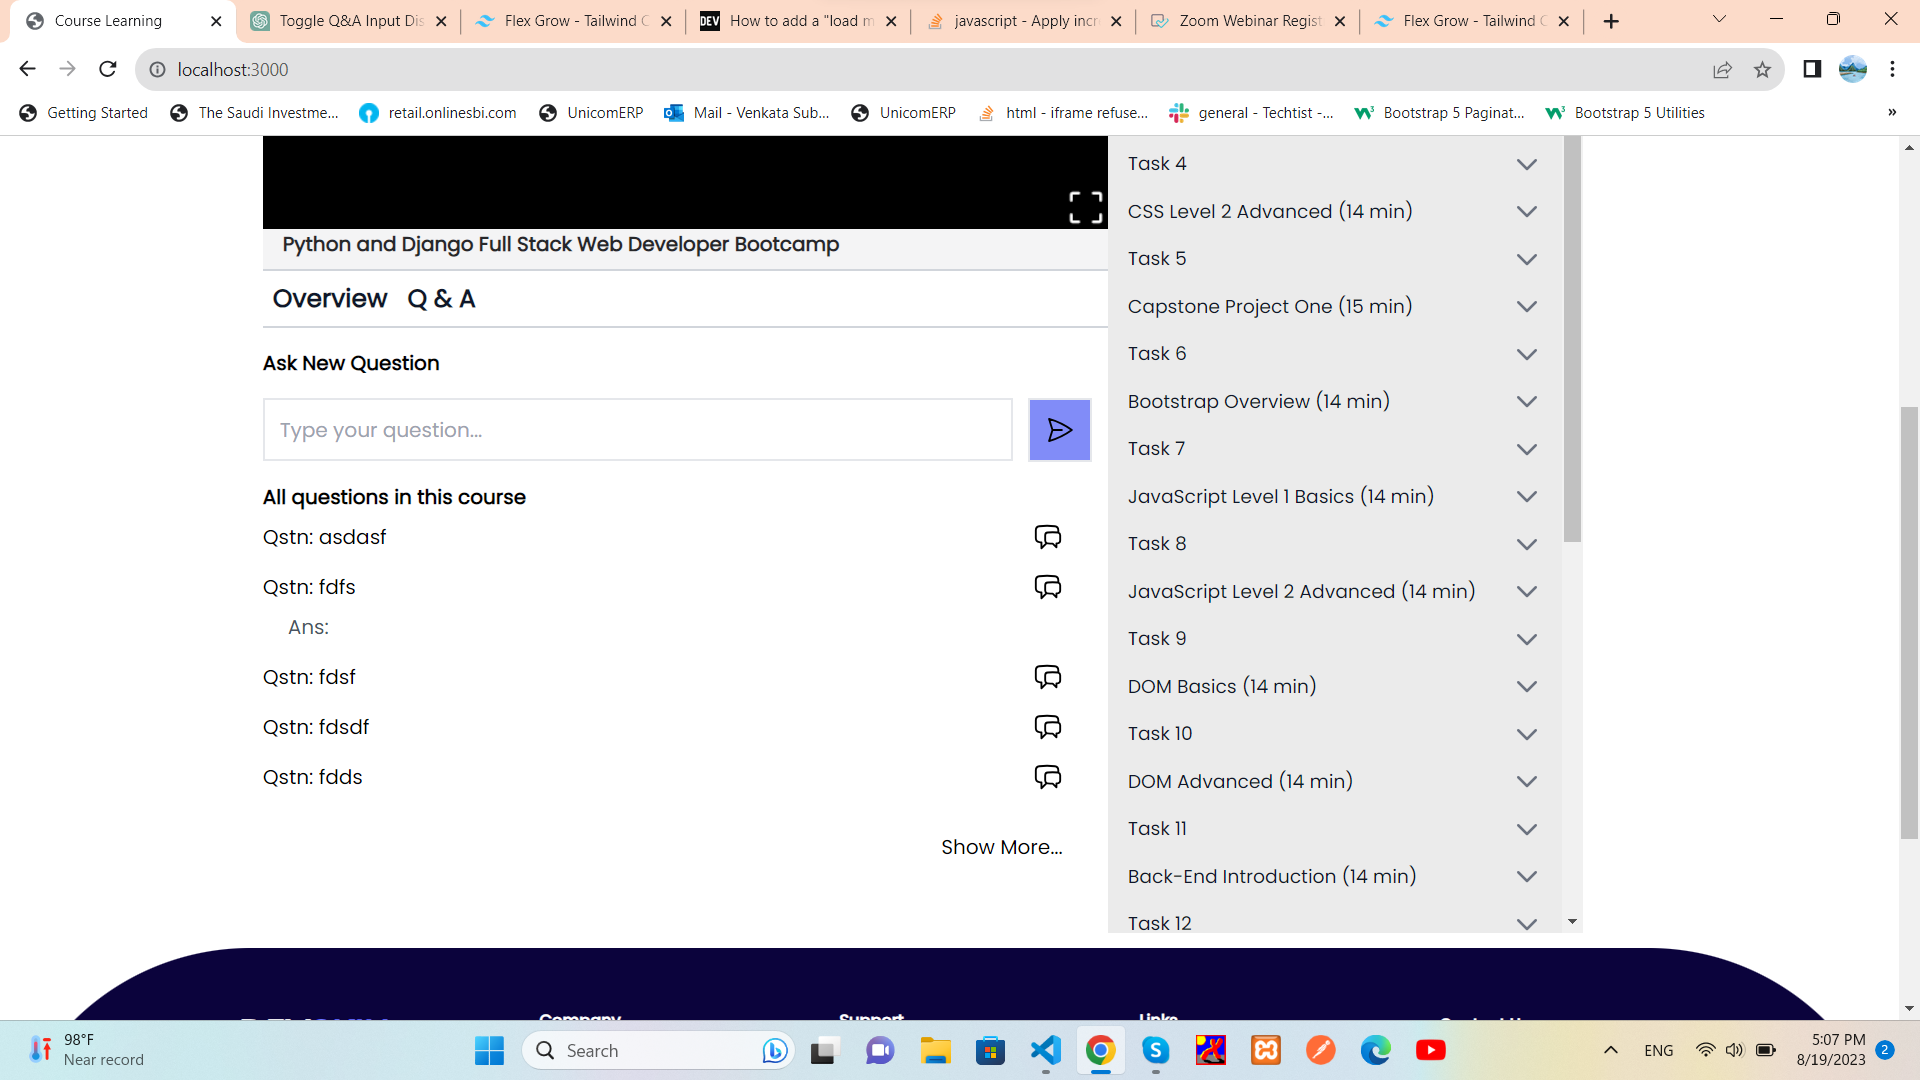 Course Learning
Toggle Q&A Input Dis
Flex Grow - Tailwind C
DEV
How to add a "load m
javascript - Apply incr
Zoom Webinar Regist
Flex Grow - Tailwind C
localhost:3000
Getting Started
The Saudi Investme...
retail.onlinesbi.com
UnicomERP
Mail - Venkata Sub...
UnicomERP
html - iframe refuse...
general - Techtist -...
Bootstrap 5 Paginat...
Bootstrap 5 Utilities
»
Python and Django Full Stack Web Developer Bootcamp
Overview Q & A
Ask New Question
Type your question...
All questions in this course
Qstn: asdasf
Qstn: fdfs
Ans:
Qstn: fdsf
Qstn: fdsdf
Qstn: fdds
Show More...
Task 4
CSS Level 2 Advanced (14 min)
Task 5
Capstone Project One (15 min)
Task 6
Bootstrap Overview (14 min)
Task 7
JavaScript Level 1 Basics (14 min)
Task 8
JavaScript Level 2 Advanced (14 min)
Task 9
DOM Basics (14 min)
Task 10
DOM Advanced (14 min)
Task 11
Back-End Introduction (14 min)
Task 12
Company
Support
Links
98°F
Near record
Search
ENG
5:07 PM
8/19/2023
2